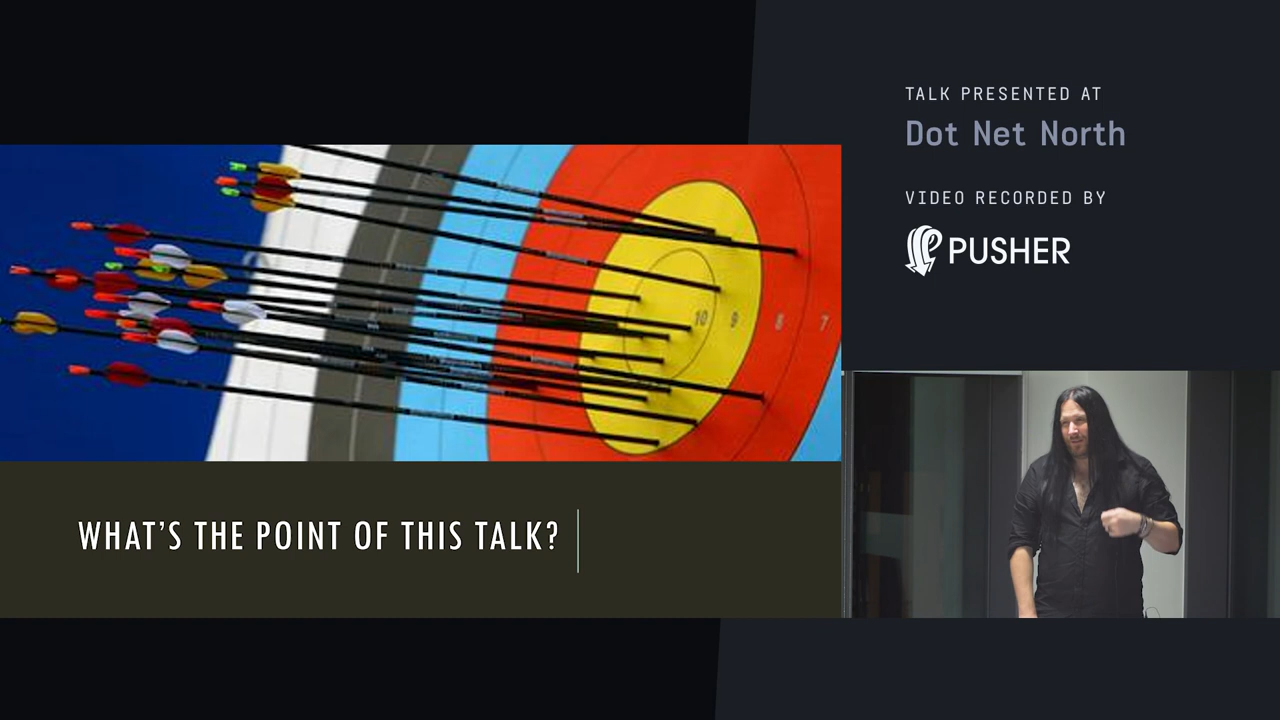 TALK PRESENTED AT
Dot Net North
VIDEO RECORDED BY
PUSHER
10 9 8 7
WHAT'S THE POINT OF THIS TALK?